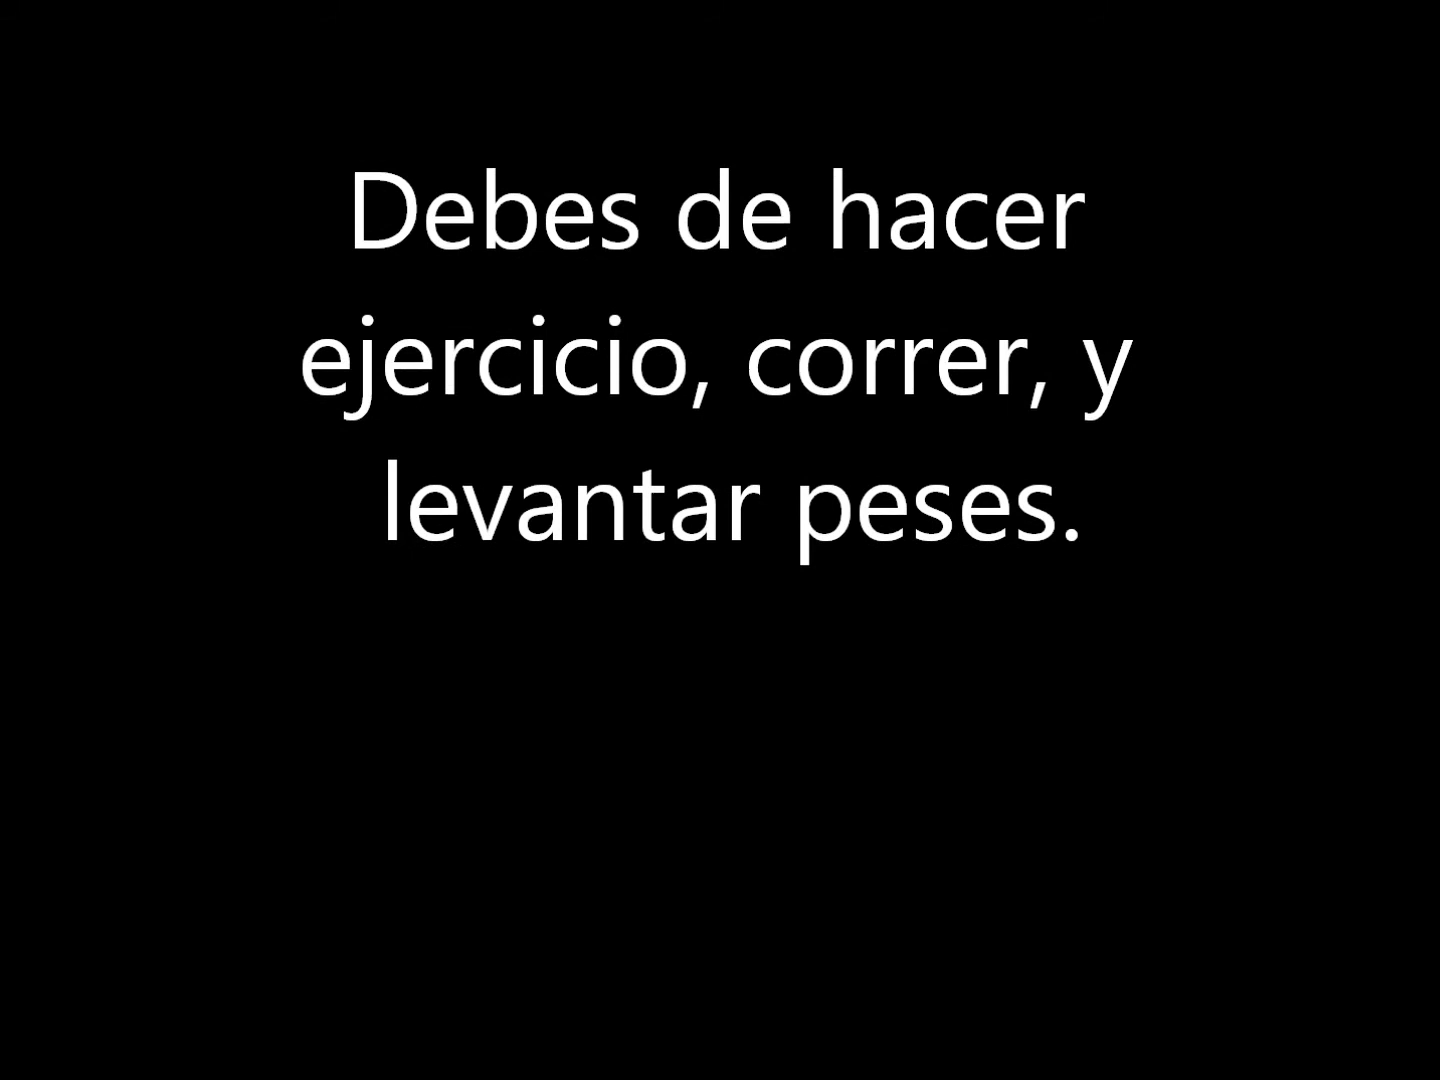 Debes de hacer
ejercicio, correr, y
levantar peses.